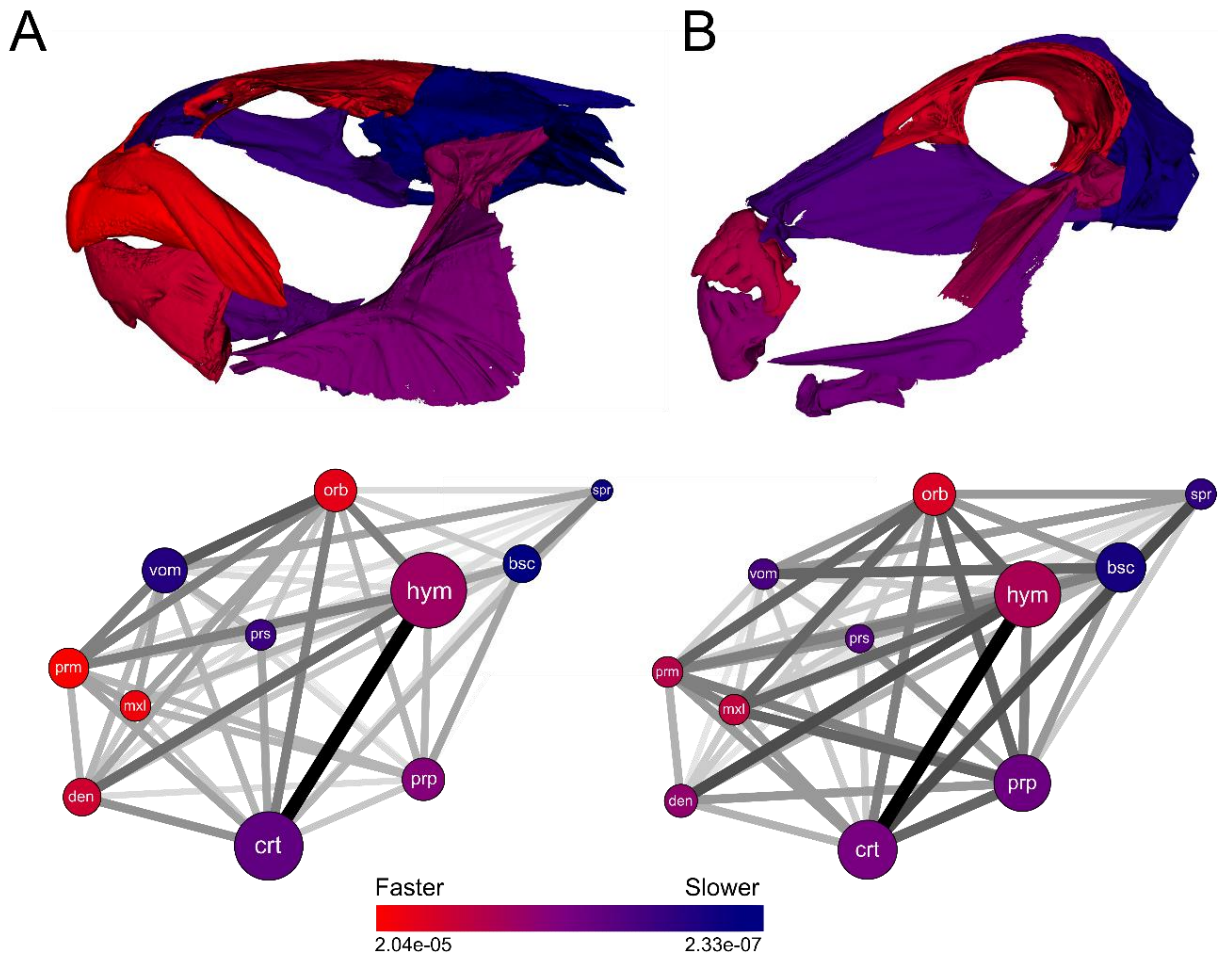 A
B
orb
spr
vom
bsc
hym
prs
prm
mxl
den
prp
crt
orb
spr
vom
bsc
hym
prs
prm
mxl
den
prp
crt
Faster Slower
2.04e-05 2.33e-07